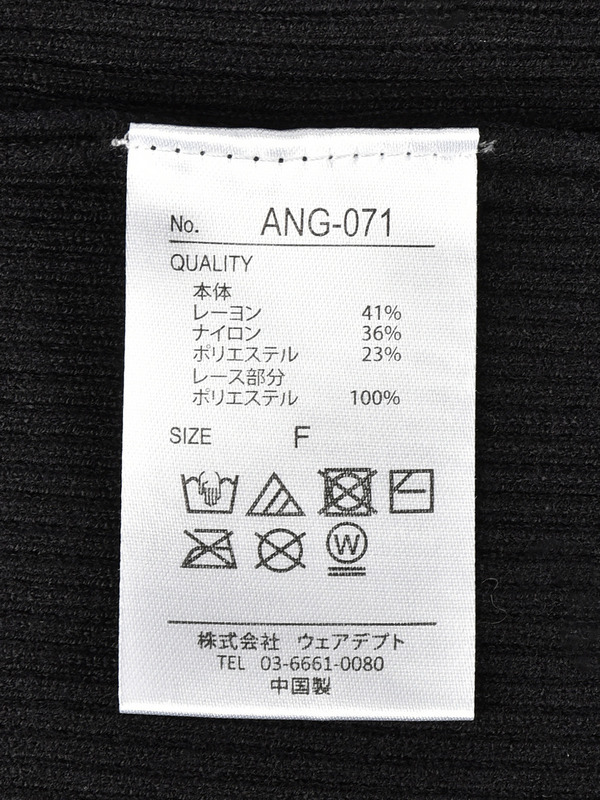 No. ANG-071
QUALITY
本体
レーヨン 41%
ナイロン 36%
ポリエステル 23%
レース部分
ポリエステル 100%
SIZE F
W
株式会社 ウェアデプト
TEL 03-6661-0080
中国製